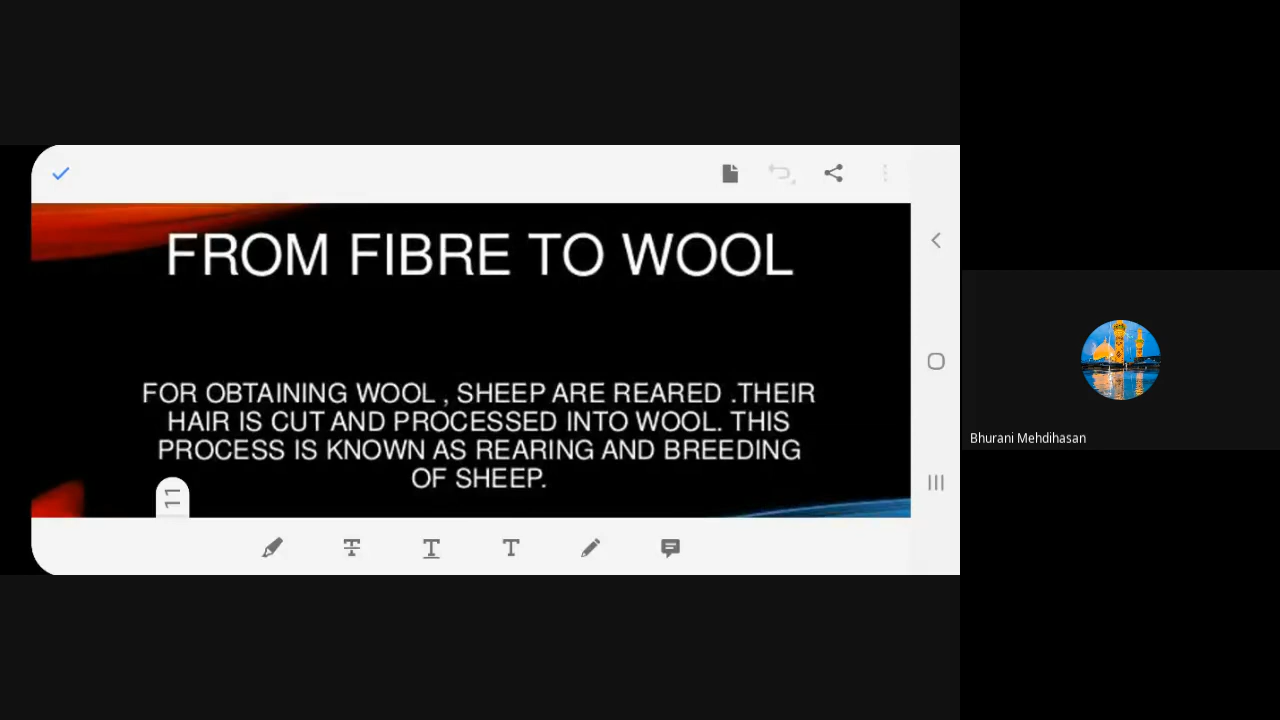 FROM FIBRE TO WOOL
FOR OBTAINING WOOL , SHEEP ARE REARED .THEIR
HAIR IS CUT AND PROCESSED INTO WOOL. THIS
PROCESS IS KNOWN AS REARING AND BREEDING
OF SHEEP.
11
Bhurani Mehdihasan